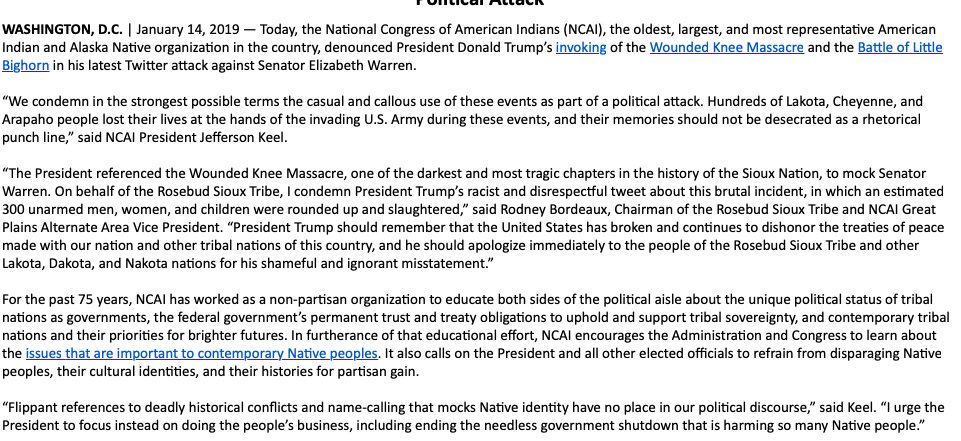 Political Attack
WASHINGTON, D.C. | January 14, 2019 — Today, the National Congress of American Indians (NCAI), the oldest, largest, and most representative American
Indian and Alaska Native organization in the country, denounced President Donald Trump’s invoking of the Wounded Knee Massacre and the Battle of Little
Bighorn in his latest Twitter attack against Senator Elizabeth Warren.
“We condemn in the strongest possible terms the casual and callous use of these events as part of a political attack. Hundreds of Lakota, Cheyenne, and
Arapaho people lost their lives at the hands of the invading U.S. Army during these events, and their memories should not be desecrated as a rhetorical
punch line,” said NCAI President Jefferson Keel.
“The President referenced the Wounded Knee Massacre, one of the darkest and most tragic chapters in the history of the Sioux Nation, to mock Senator
Warren. On behalf of the Rosebud Sioux Tribe, I condemn President Trump’s racist and disrespectful tweet about this brutal incident, in which an estimated
300 unarmed men, women, and children were rounded up and slaughtered,” said Rodney Bordeaux, Chairman of the Rosebud Sioux Tribe and NCAI Great
Plains Alternate Area Vice President. “President Trump should remember that the United States has broken and continues to dishonor the treaties of peace
made with our nation and other tribal nations of this country, and he should apologize immediately to the people of the Rosebud Sioux Tribe and other
Lakota, Dakota, and Nakota nations for his shameful and ignorant misstatement.”
For the past 75 years, NCAI has worked as a non-partisan organization to educate both sides of the political aisle about the unique political status of tribal
nations as governments, the federal government’s permanent trust and treaty obligations to uphold and support tribal sovereignty, and contemporary tribal
nations and their priorities for brighter futures. In furtherance of that educational effort, NCAI encourages the Administration and Congress to learn about
the issues that are important to contemporary Native peoples. It also calls on the President and all other elected officials to refrain from disparaging Native
peoples, their cultural identities, and their histories for partisan gain.
“Flippant references to deadly historical conflicts and name-calling that mocks Native identity have no place in our political discourse,” said Keel. “I urge the
President to focus instead on doing the people’s business, including ending the needless government shutdown that is harming so many Native people.”